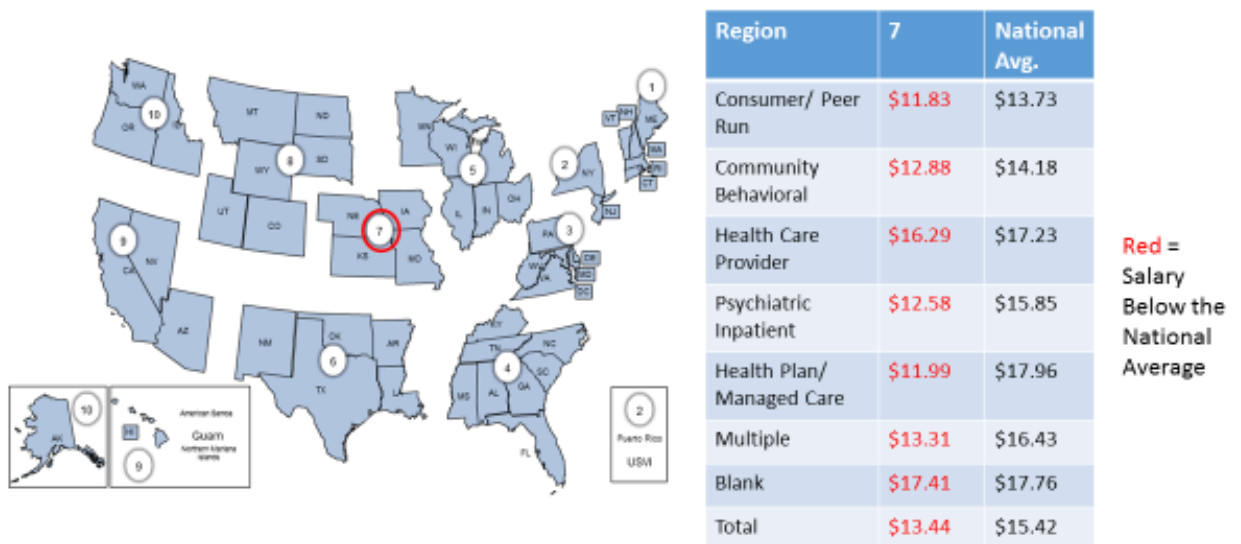 WA
OR
ID
10
MT
ND
SD
WY
8
UT
CO
9
CA
NV
AZ
NB
IA
7
KS
MO
MN
WI
5
IL
IN
OH
1
VT
NH
ME
MA
RI
CT
2
NY
NJ
PA
3
WV
VA
DE
MD
DC
NM
OK
AR
6
TX
KY
TN
NC
4
SC
MS
AL
GA
FL
AK
10
HI
American Samoa
Guam
Northern Mariana
Islands
9
2
Puerto Rico
USVI
Region 7 National
Avg.
Consumer/ Peer $11.83 $13.73
Run
Community $12.88 $14.18
Behavioral
Health Care $16.29 $17.23
Provider
Psychiatric $12.58 $15.85
Inpatient
Health Plan/ $11.99 $17.96
Managed Care
Multiple $13.31 $16.43
Blank $17.41 $17.76
Total $13.44 $15.42
Red =
Salary
Below the
National
Average